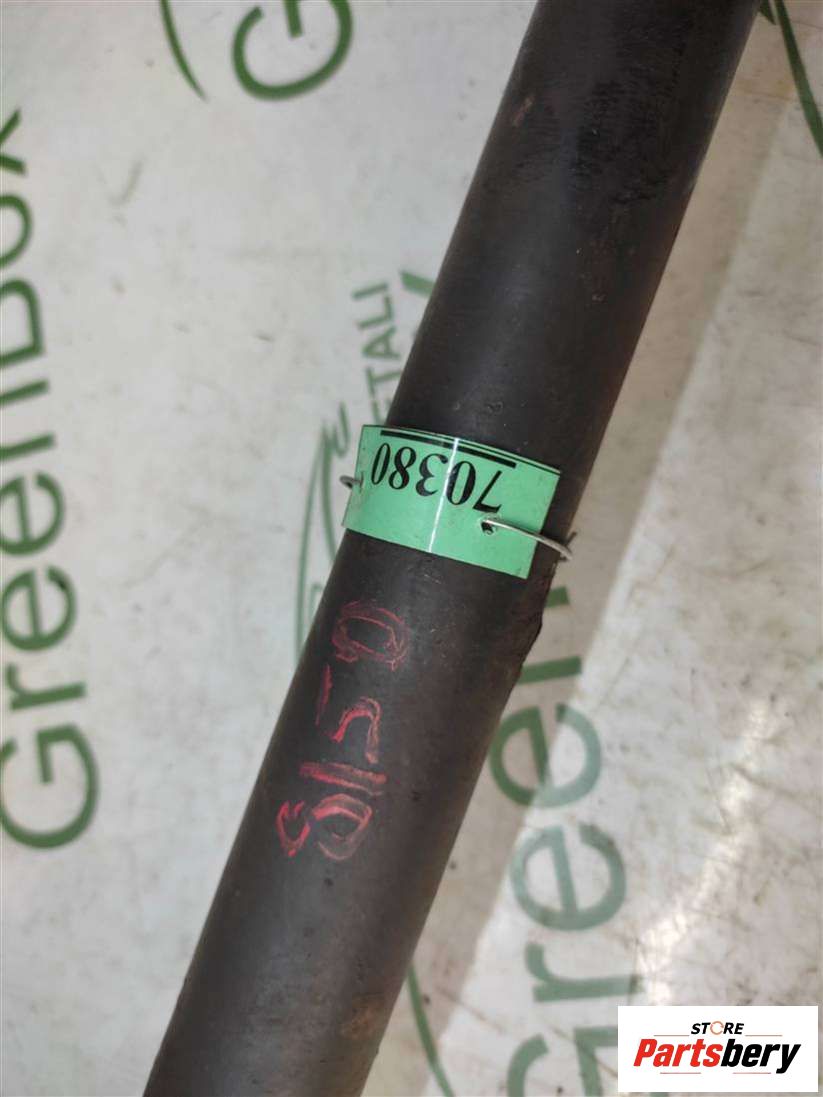 GreenBox
G
DETALI
70380
8150
Green
Green
STORE
Partsbery